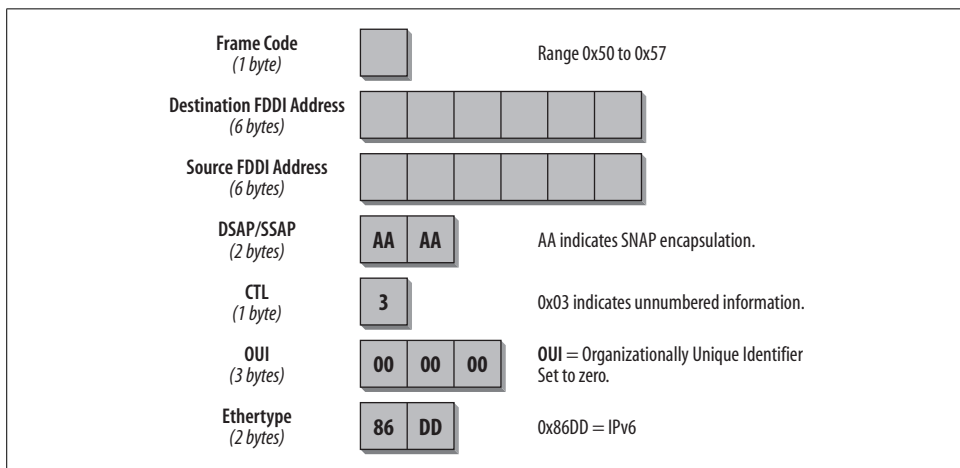 Frame Code
(1 byte)
Range 0x50 to 0x57
Destination FDDI Address
(6 bytes)
Source FDDI Address
(6 bytes)
DSAP/SSAP
(2 bytes)
AA AA
AA indicates SNAP encapsulation.
CTL
(1 byte)
3
0x03 indicates unnumbered information.
OUI
(3 bytes)
00 00 00
OUI = Organizationally Unique Identifier
Set to zero.
Ethertype
(2 bytes)
86 DD
0x86DD = IPv6